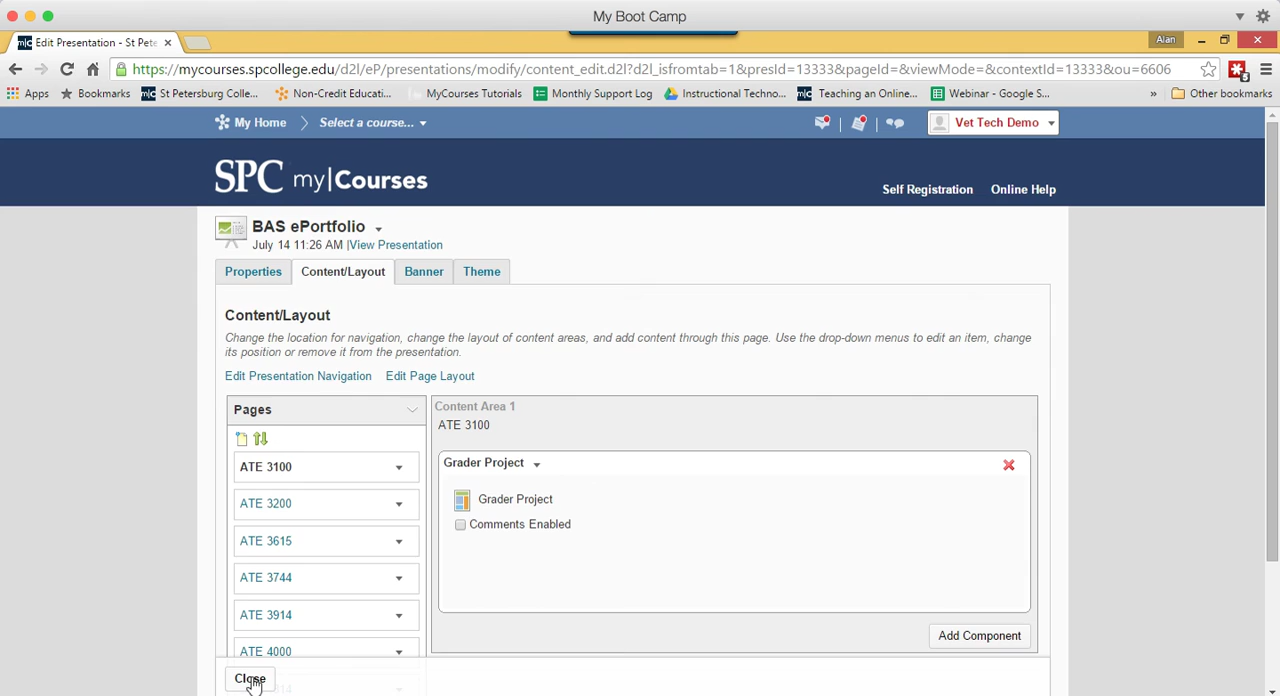 My Boot Camp
Edit Presentation - St Pete
Alan
https://mycourses.spcollege.edu/d2l/eP/presentations/modify/content_edit.d2l?d2l_isfromtab=1&presId=13333&pageId=&viewMode=&contextId=13333&ou=6606
Apps Bookmarks St Petersburg Colle... Non-Credit Educati... MyCourses Tutorials Monthly Support Log Instructional Techno... Teaching an Online... Webinar - Google S... » Other bookmarks
My Home Select a course... Vet Tech Demo
SPC my|Courses
Self Registration Online Help
BAS ePortfolio
July 14 11:26 AM |View Presentation
Properties Content/Layout Banner Theme
Content/Layout
Change the location for navigation, change the layout of content areas, and add content through this page. Use the drop-down menus to edit an item, change
its position or remove it from the presentation.
Edit Presentation Navigation Edit Page Layout
Pages
Content Area 1
ATE 3100
ATE 3100
Grader Project
ATE 3200
Grader Project
Comments Enabled
ATE 3615
ATE 3744
ATE 3914
Add Component
ATE 4000
Close